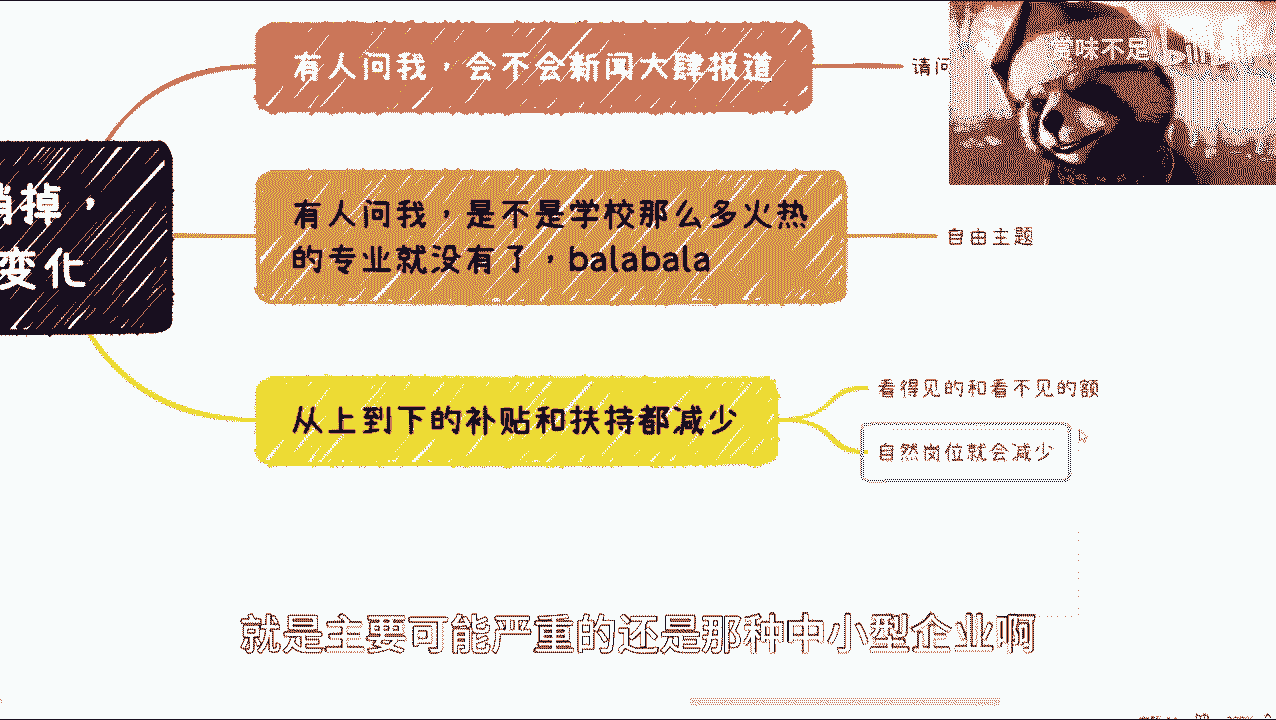 有人问我，会不会新闻大肆报道
请问
常味不足
掉，
变化
有人问我，是不是学校那么多火热
的专业就没有了，balabala
自由主题
从上到下的补贴和扶持都减少
看得见的和看不见的额
自然岗位就会减少
就是主要可能严重的还是那种中小型企业啊